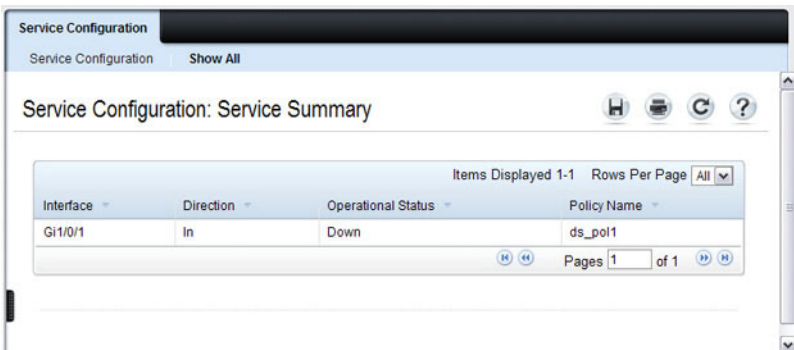 Service Configuration
Service Configuration Show All
Service Configuration: Service Summary
Items Displayed 1-1 Rows Per Page All
Interface Direction Operational Status Policy Name
Gi1/0/1 In Down ds_pol1
Pages 1 of 1